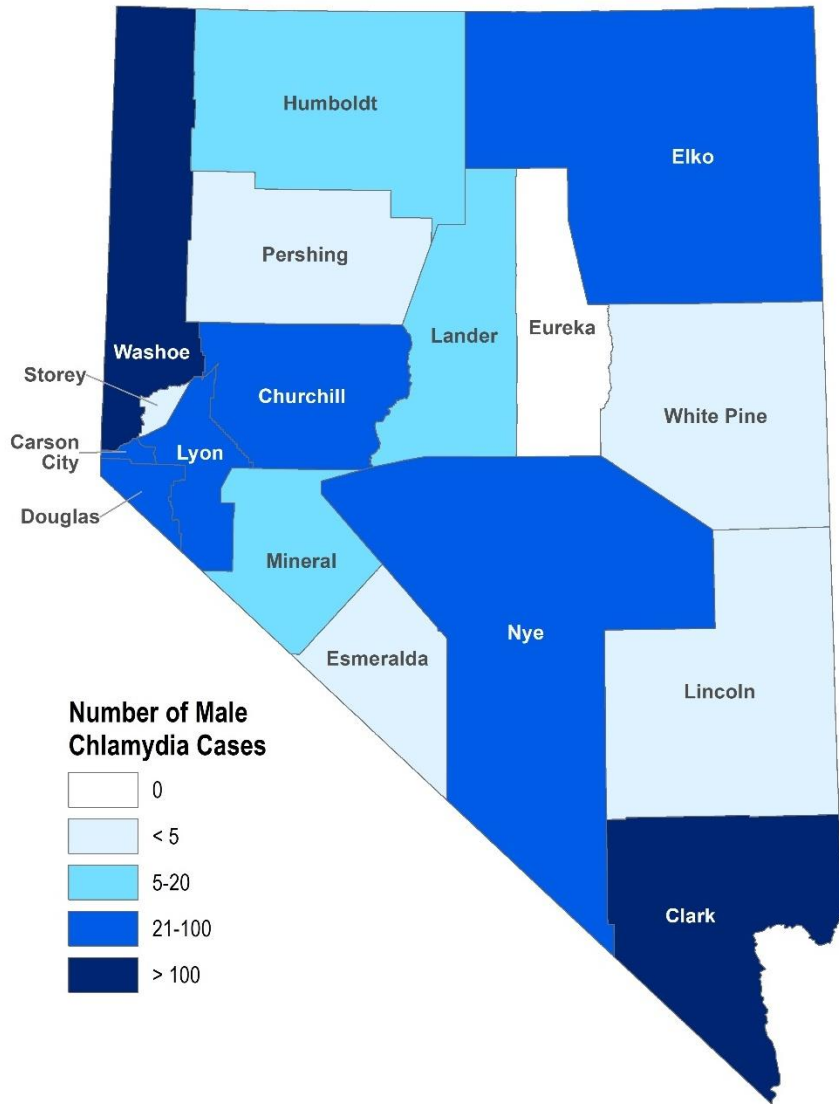 Humboldt
Elko
Pershing
Washoe
Lander
Eureka
Storey
Churchill
White Pine
Carson
City
Lyon
Douglas
Mineral
Nye
Esmeralda
Lincoln
Number of Male
Chlamydia Cases
0
< 5
5-20
21-100
> 100
Clark